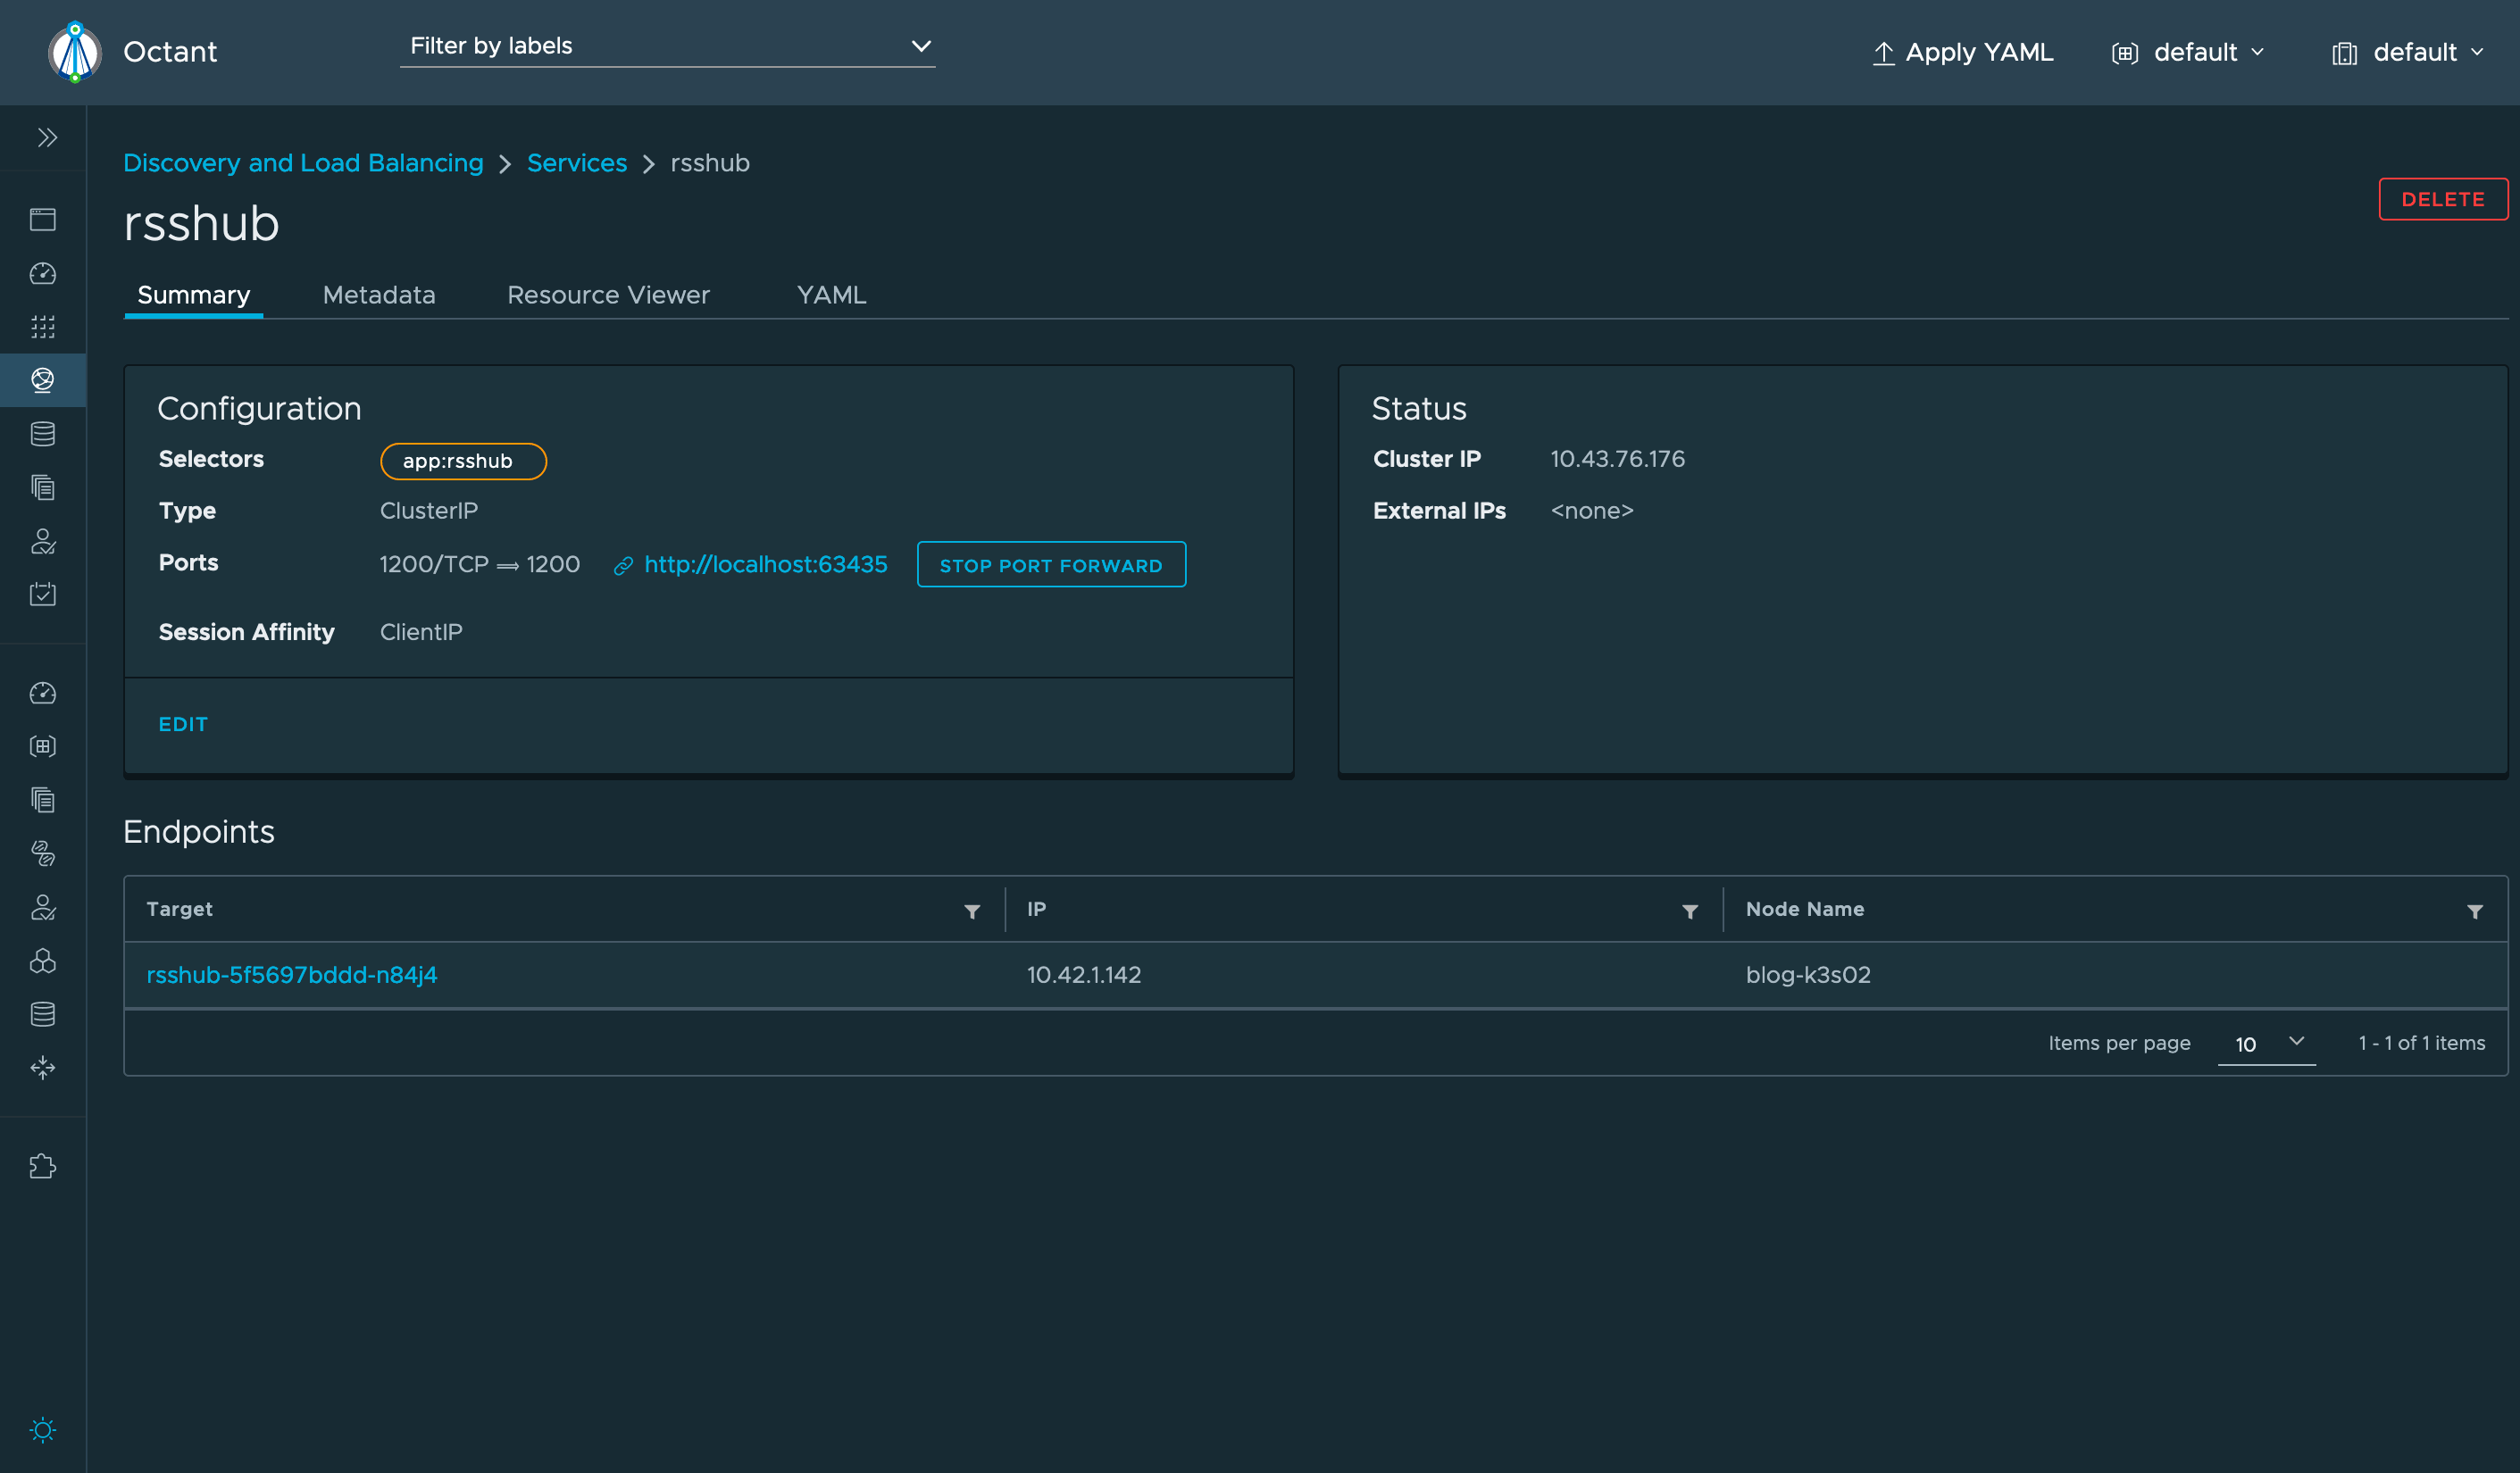 Octant
Filter by labels
Apply YAML
default
default
Discovery and Load Balancing > Services > rsshub
rsshub
DELETE
Summary
Metadata
Resource Viewer
YAML
Configuration
Selectors app:rsshub
Type ClusterIP
Ports 1200/TCP ⟹ 1200 http://localhost:63435 STOP PORT FORWARD
Session Affinity ClientIP
EDIT
Status
Cluster IP 10.43.76.176
External IPs <none>
Endpoints
Target IP Node Name
rsshub-5f5697bddd-n84j4 10.42.1.142 blog-k3s02
Items per page 10 1 - 1 of 1 items